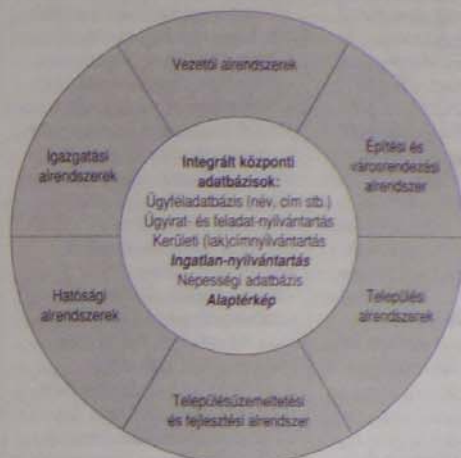 Vezetői alrendszerek
Igazgatási
alrendszerek
Építési és
városrendezési
alrendszer
Integrált központi
adatbázisok:
Ügyféladatbázis (név, cím stb.)
Ügyirat- és feladat-nyilvántartás
Kerületi (lak)címnyilvántartás
Ingatlan-nyilvántartás
Népességi adatbázis
Alaptérkép
Hatósági
alrendszerek
Települési
alrendszerek
Településüzemeltetési
és fejlesztési alrendszer